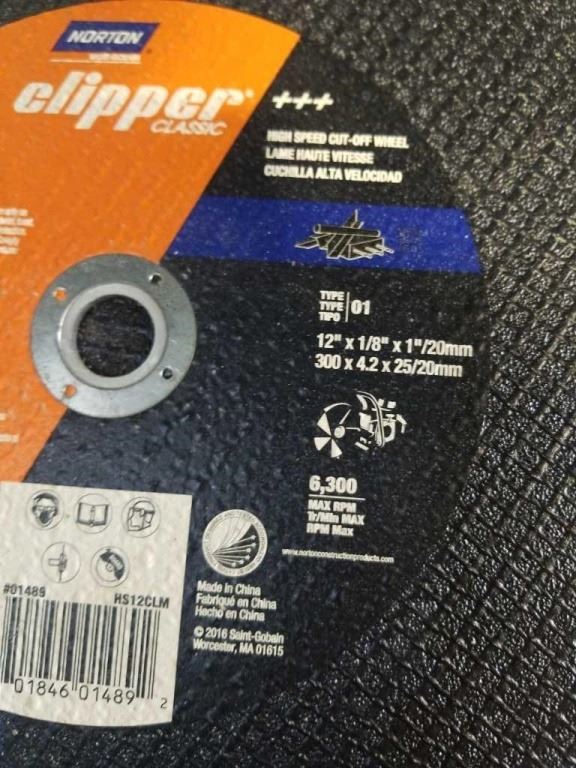 NORTON
clipper
CLASSIC
+++
HIGH SPEED CUT-OFF WHEEL
LAME HAUTE VITESSE
CUCHILLA ALTA VELOCIDAD
TYPE
TYPE
TIPO
01
12" x 1/8" x 1"/20mm
300 x 4.2 x 25/20mm
6,300
MAX RPM
Tr/Min MAX
RPM Max
www.nortonconstructionproducts.com
Made in China
Fabriqué en China
Hecho en China
© 2016 Saint-Gobain
Worcester, MA 01615
#01489
HS12CLM
01846 01489 2